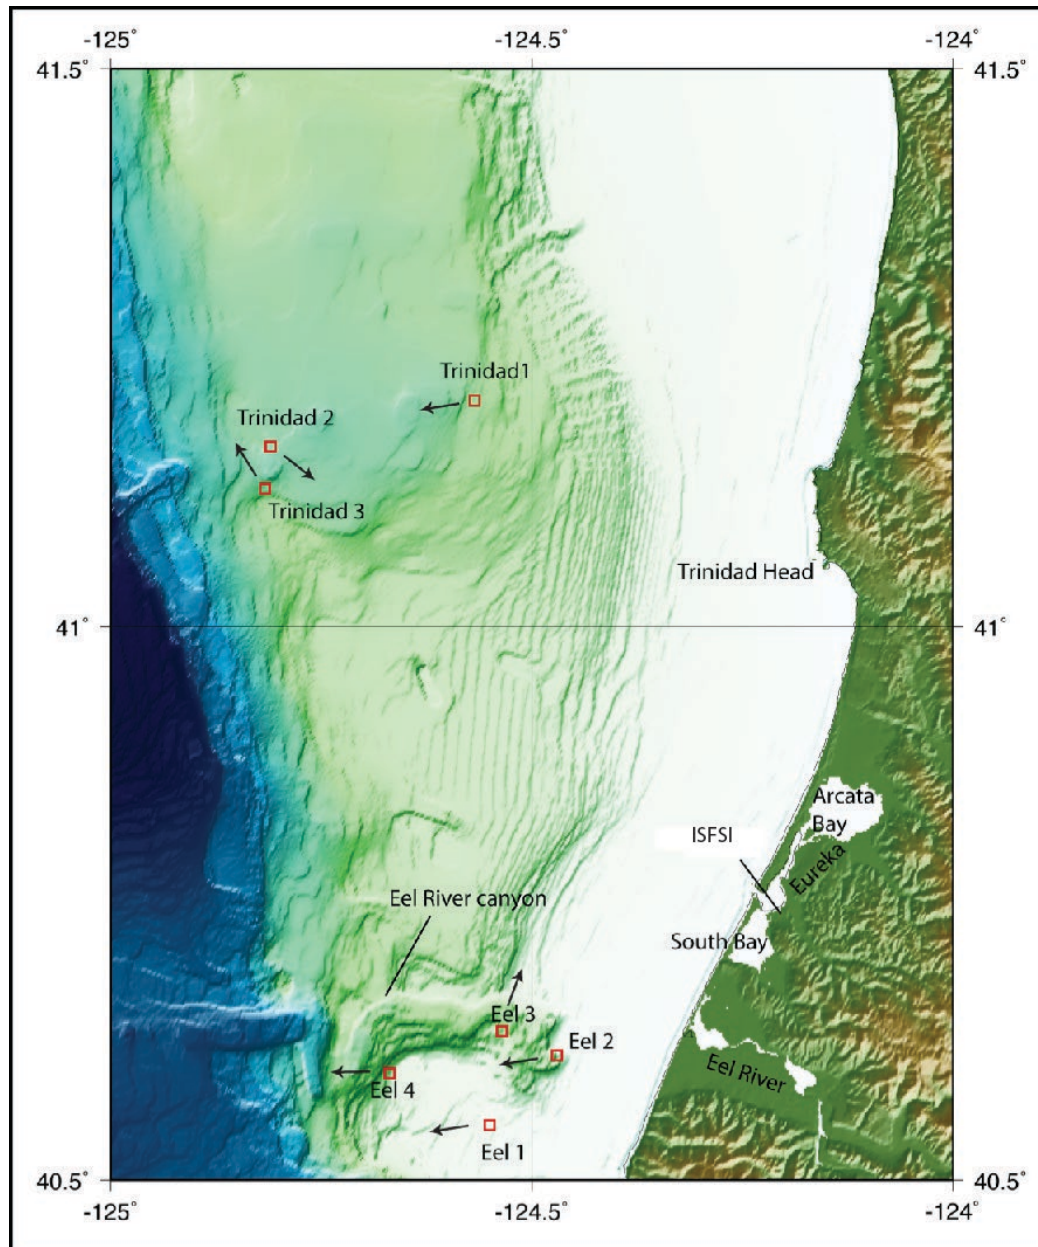 -125˚
-124.5˚
-124˚
41.5˚
41.5˚
Trinidad1
Trinidad 2
Trinidad 3
Trinidad Head
41˚
41˚
Arcata
Bay
ISFSI
Eureka
Eel River canyon
South Bay
Eel 3
Eel 2
Eel River
Eel 4
Eel 1
40.5˚
40.5˚
-125˚
-124.5˚
-124˚